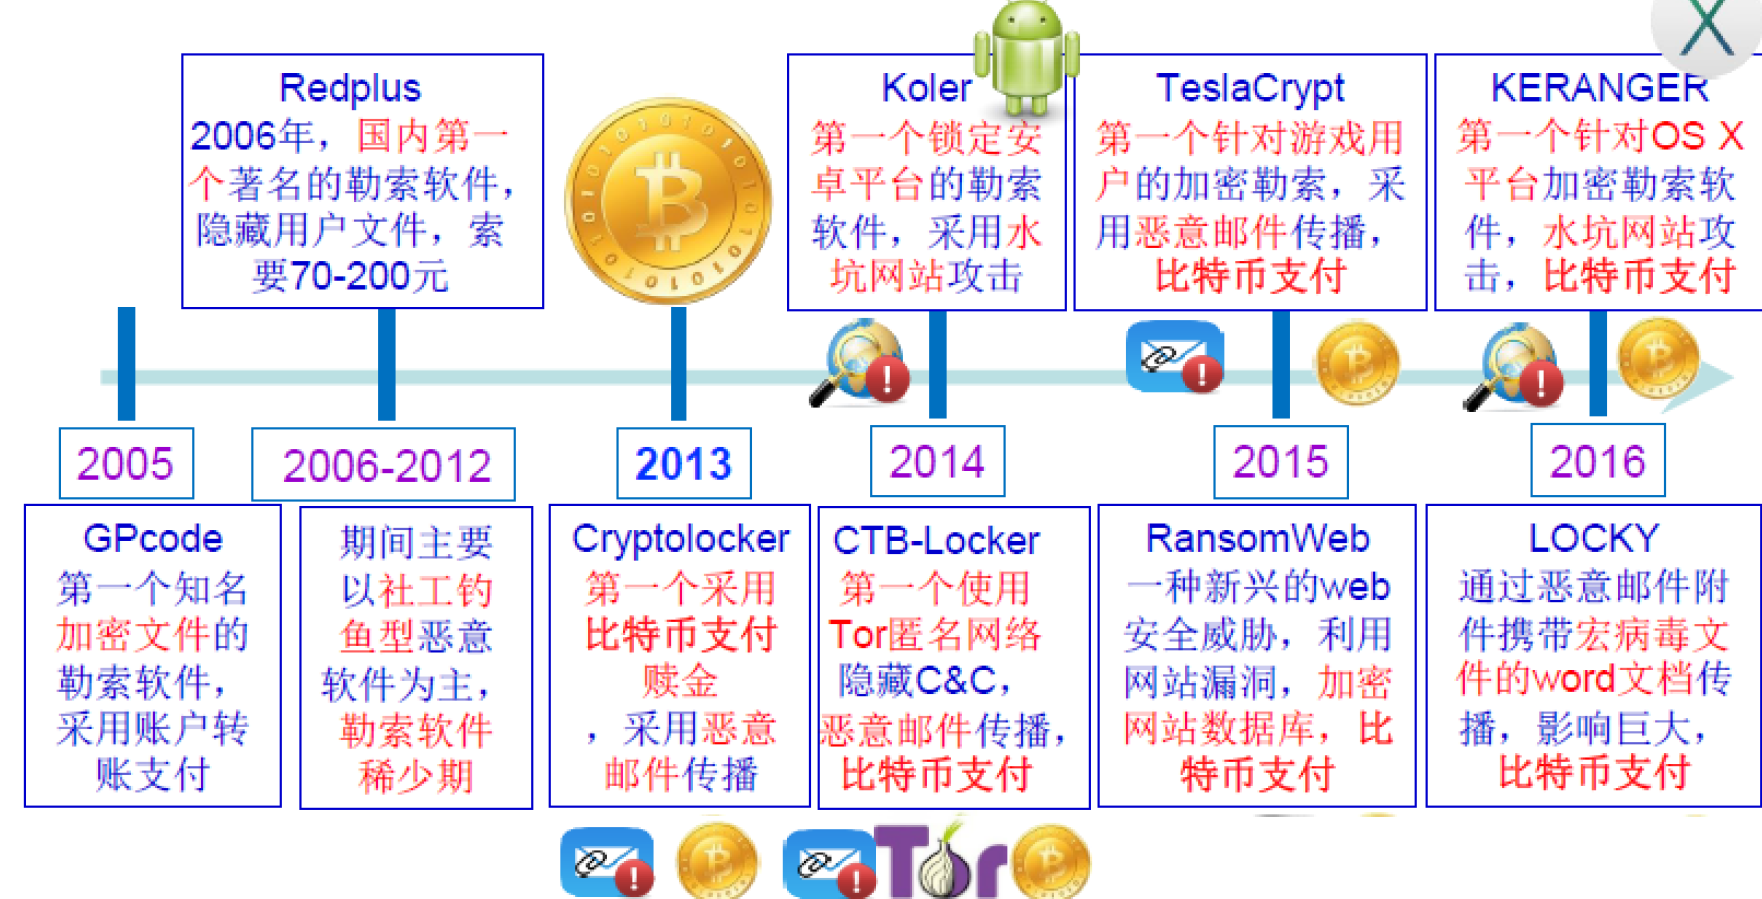 Redplus
2006年，国内第一
个著名的勒索软件，
隐藏用户文件，索
要70-200元
Koler
第一个锁定安
卓平台的勒索
软件，采用水
坑网站攻击
TeslaCrypt
第一个针对游戏用
户的加密勒索，采
用恶意邮件传播，
比特币支付
KERANGER
第一个针对OS X
平台加密勒索软
件，水坑网站攻
击，比特币支付
2005
2006-2012
2013
2014
2015
2016
GPcode
第一个知名
加密文件的
勒索软件，
采用账户转
账支付
期间主要
以社工钓
鱼型恶意
软件为主，
勒索软件
稀少期
Cryptolocker
第一个采用
比特币支付
赎金
，采用恶意
邮件传播
CTB-Locker
第一个使用
Tor匿名网络
隐藏C&C，
恶意邮件传播，
比特币支付
RansomWeb
一种新兴的web
安全威胁，利用
网站漏洞，加密
网站数据库，比
特币支付
LOCKY
通过恶意邮件附
件携带宏病毒文
件的word文档传
播，影响巨大，
比特币支付
Tor